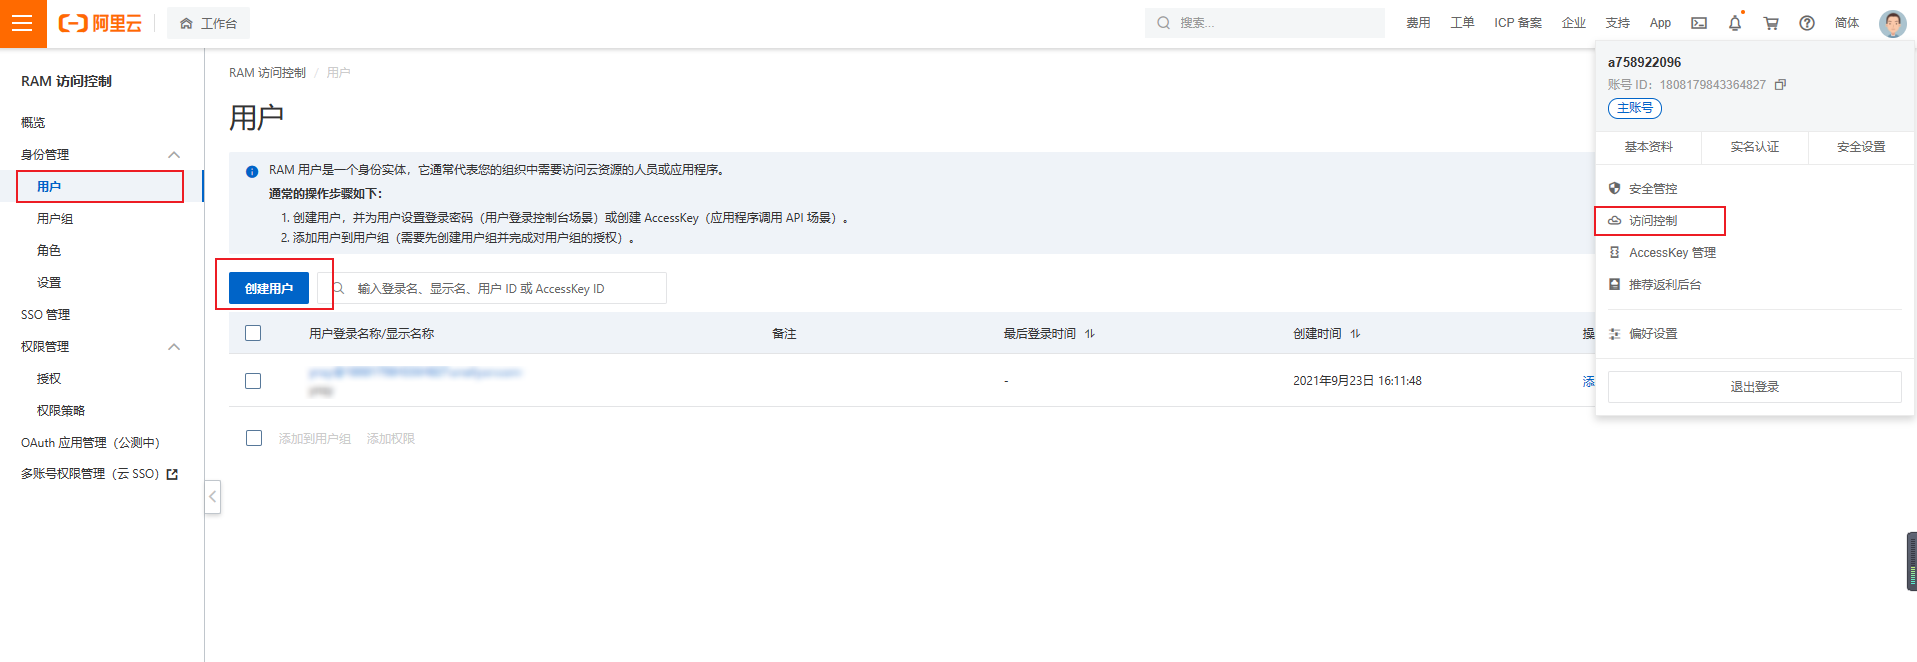 阿里云
工作台
搜索...
费用
工单
ICP 备案
企业
支持
App
简体
RAM 访问控制
概览
身份管理
用户
用户组
角色
设置
SSO 管理
权限管理
授权
权限策略
OAuth 应用管理（公测中）
多账号权限管理（云 SSO）
RAM 访问控制 / 用户
用户
RAM 用户是一个身份实体，它通常代表您的组织中需要访问云资源的人员或应用程序。
通常的操作步骤如下：
1. 创建用户，并为用户设置登录密码（用户登录控制台场景）或创建 AccessKey（应用程序调用 API 场景）。
2. 添加用户到用户组（需要先创建用户组并完成对用户组的授权）。
创建用户
输入登录名、显示名、用户 ID 或 AccessKey ID
用户登录名称/显示名称
备注
最后登录时间
创建时间
操
-
2021年9月23日 16:11:48
添
添加到用户组
添加权限
a758922096
账号 ID： 1808179843364827
主账号
基本资料
实名认证
安全设置
安全管控
访问控制
AccessKey 管理
推荐返利后台
偏好设置
退出登录